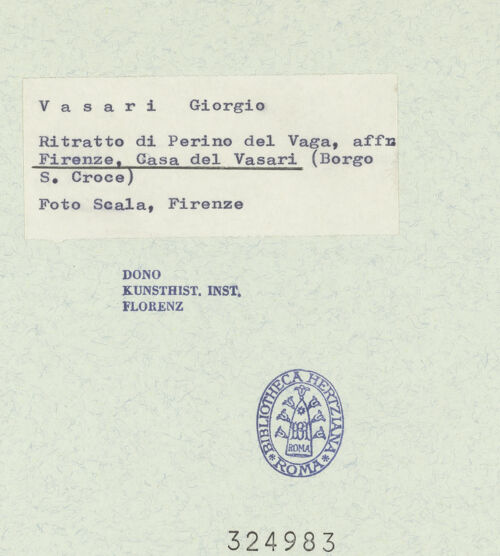 V a s a r i  Giorgio
Ritratto di Perino del Vaga, affr
Firenze, Casa del Vasari (Borgo
S. Croce)
Foto Scala, Firenze
DONO
KUNSTHIST. INST.
FLORENZ
BIBLIOTHECA HERTZIANA
ROMA
* ROMA *
324983